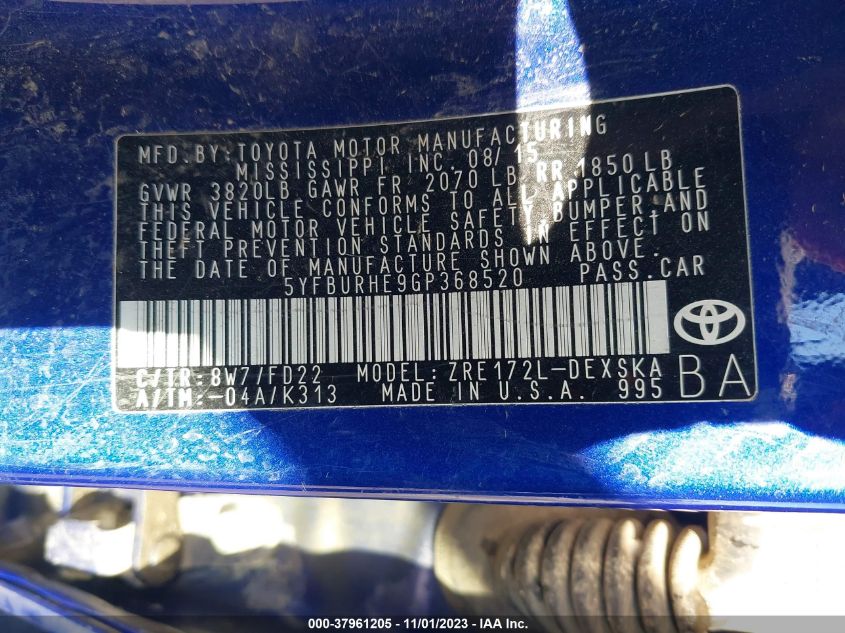 MFD. BY: TOYOTA MOTOR MANUFACTURING
MISSISSIPPI, INC. 08/15
GVWR 3820LB GAWR FR 2070 LB RR 1850 LB
THIS VEHICLE CONFORMS TO ALL APPLICABLE
FEDERAL MOTOR VEHICLE SAFETY, BUMPER AND
THEFT PREVENTION STANDARDS IN EFFECT ON
THE DATE OF MANUFACTURE SHOWN ABOVE.
5YFBURHE9GP368520 PASS. CAR
C/TR: 8W7/FD22 MODEL: ZRE172L-DEXSKA
A/TM: -04A/K313 MADE IN U.S.A. 995 BA
000-37961205 - 11/01/2023 - IAA Inc.